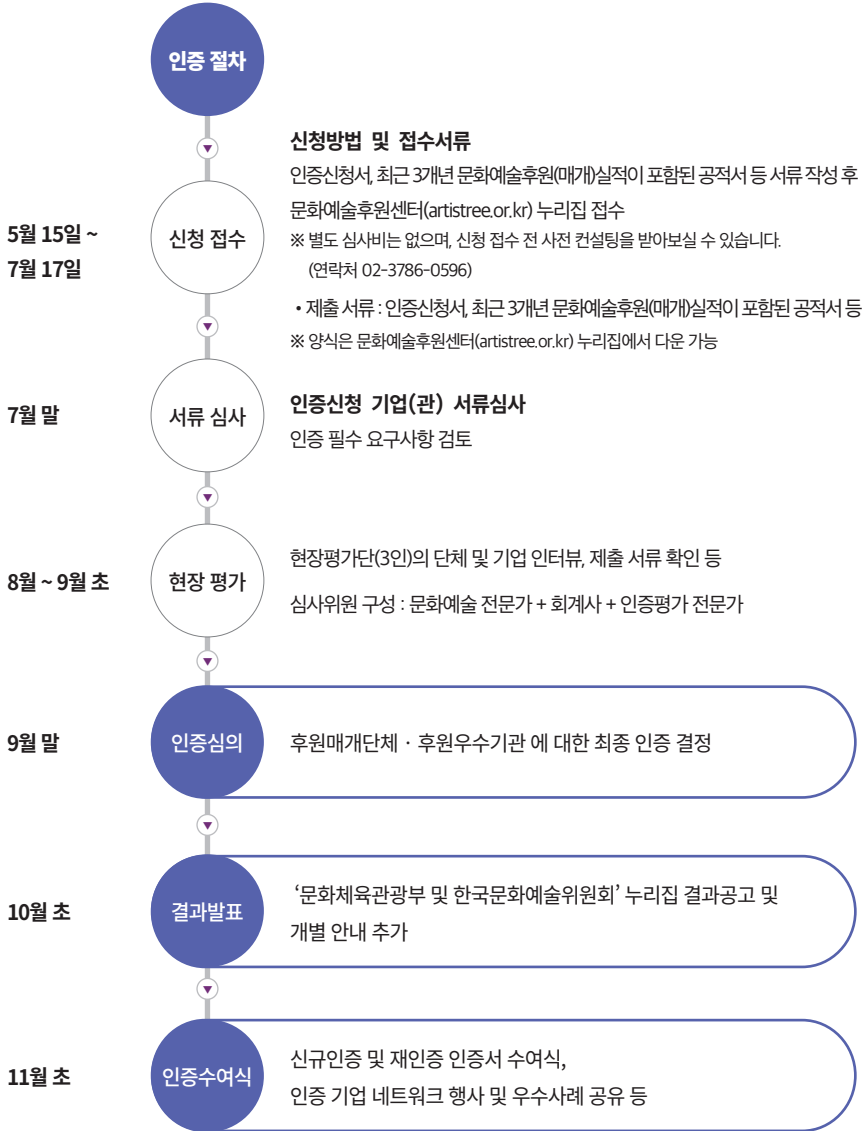 인증 절차
신청방법 및 접수서류
인증신청서, 최근 3개년 문화예술후원(매개)실적이 포함된 공적서 등 서류 작성 후
문화예술후원센터(artistree.or.kr) 누리집 접수
5월 15일 ~
7월 17일
신청 접수
※ 별도 심사비는 없으며, 신청 접수 전 사전 컨설팅을 받아보실 수 있습니다.
(연락처 02-3786-0596)
• 제출 서류 : 인증신청서, 최근 3개년 문화예술후원(매개)실적이 포함된 공적서 등
※ 양식은 문화예술후원센터(artistree.or.kr) 누리집에서 다운 가능
7월 말
서류 심사
인증신청 기업(관) 서류심사
인증 필수 요구사항 검토
8월 ~ 9월 초
현장 평가
현장평가단(3인)의 단체 및 기업 인터뷰, 제출 서류 확인 등
심사위원 구성 : 문화예술 전문가 + 회계사 + 인증평가 전문가
9월 말
인증심의
후원매개단체 · 후원우수기관 에 대한 최종 인증 결정
10월 초
결과발표
‘문화체육관광부 및 한국문화예술위원회’ 누리집 결과공고 및
개별 안내 추가
11월 초
인증수여식
신규인증 및 재인증 인증서 수여식,
인증 기업 네트워크 행사 및 우수사례 공유 등